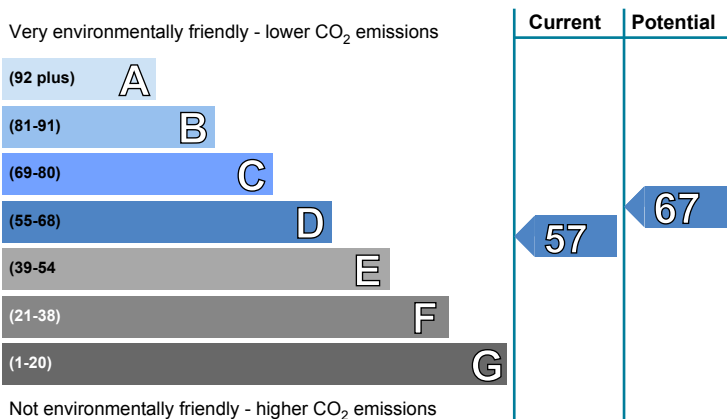 Very environmentally friendly - lower CO2 emissions
Current
Potential
(92 plus) A
(81-91) B
(69-80) C
(55-68) D
(39-54 E
(21-38) F
(1-20) G
57
67
Not environmentally friendly - higher CO2 emissions